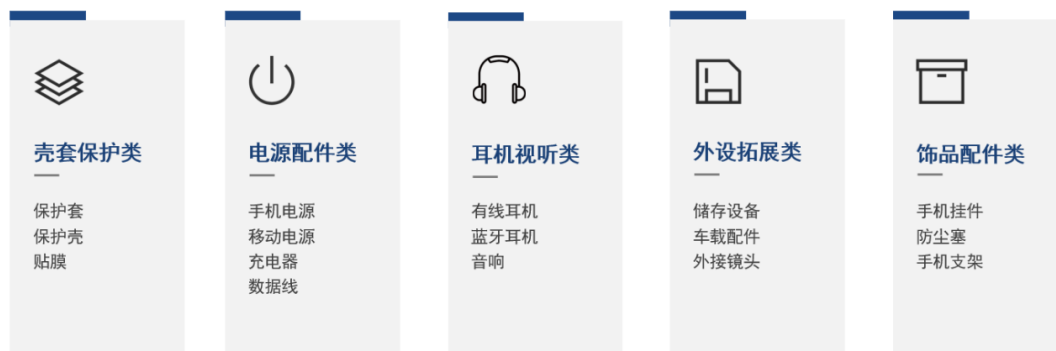 壳套保护类
保护套
保护壳
贴膜
电源配件类
手机电源
移动电源
充电器
数据线
耳机视听类
有线耳机
蓝牙耳机
音响
外设拓展类
储存设备
车载配件
外接镜头
饰品配件类
手机挂件
防尘塞
手机支架